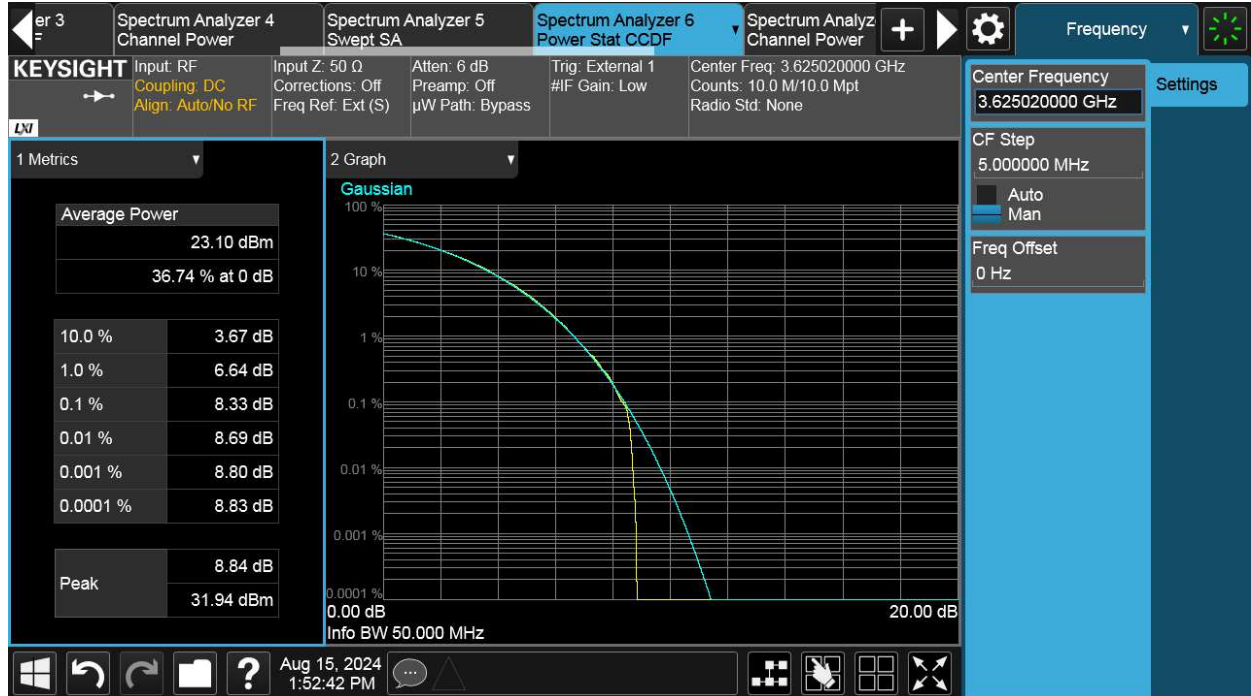 er 3
F
Spectrum Analyzer 4
Channel Power
Spectrum Analyzer 5
Swept SA
Spectrum Analyzer 6
Power Stat CCDF
Spectrum Analyz
Channel Power
+
Frequency
KEYSIGHT
LXI
Input: RF
Coupling: DC
Align: Auto/No RF
Input Z: 50 Ω
Corrections: Off
Freq Ref: Ext (S)
Atten: 6 dB
Preamp: Off
µW Path: Bypass
Trig: External 1
#IF Gain: Low
Center Freq: 3.625020000 GHz
Counts: 10.0 M/10.0 Mpt
Radio Std: None
Center Frequency
3.625020000 GHz
Settings
CF Step
5.000000 MHz
Auto
Man
Freq Offset
0 Hz
1 Metrics
Average Power
23.10 dBm
36.74 % at 0 dB
10.0 % 3.67 dB
1.0 % 6.64 dB
0.1 % 8.33 dB
0.01 % 8.69 dB
0.001 % 8.80 dB
0.0001 % 8.83 dB
Peak
8.84 dB
31.94 dBm
2 Graph
Gaussian
100 %
10 %
1 %
0.1 %
0.01 %
0.001 %
0.0001 %
0.00 dB 20.00 dB
Info BW 50.000 MHz
?
Aug 15, 2024
1:52:42 PM